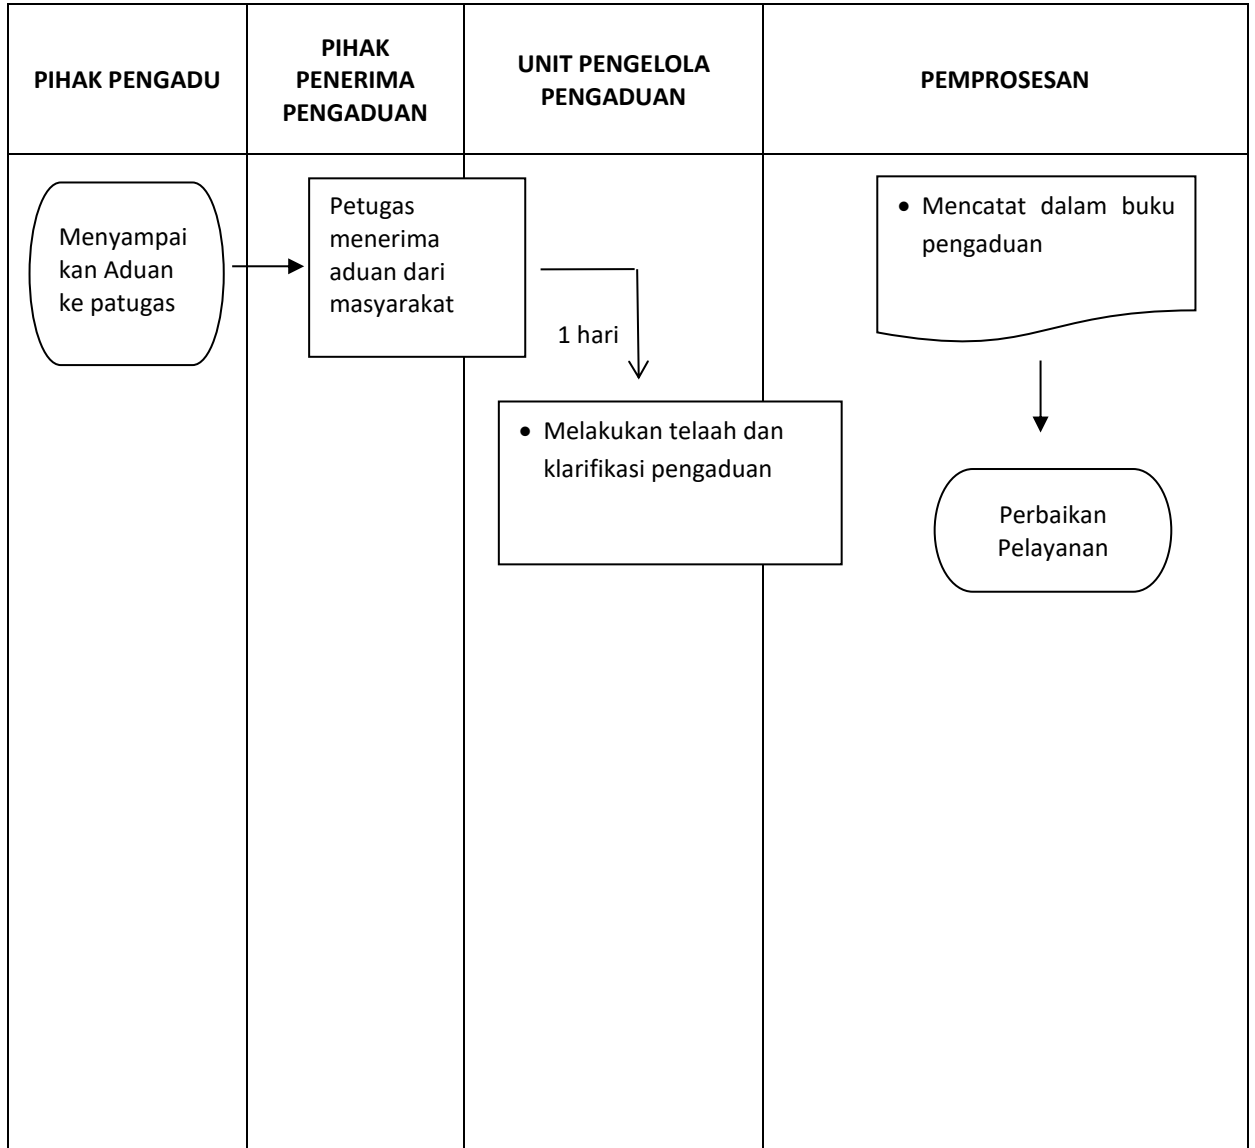 PIHAK PENGADU
PIHAK
PENERIMA
PENGADUAN
UNIT PENGELOLA
PENGADUAN
PEMPROSESAN
Menyampai
kan Aduan
ke patugas
Petugas
menerima
aduan dari
masyarakat
1 hari
• Melakukan telaah dan
klarifikasi pengaduan
• Mencatat dalam buku
pengaduan
Perbaikan
Pelayanan